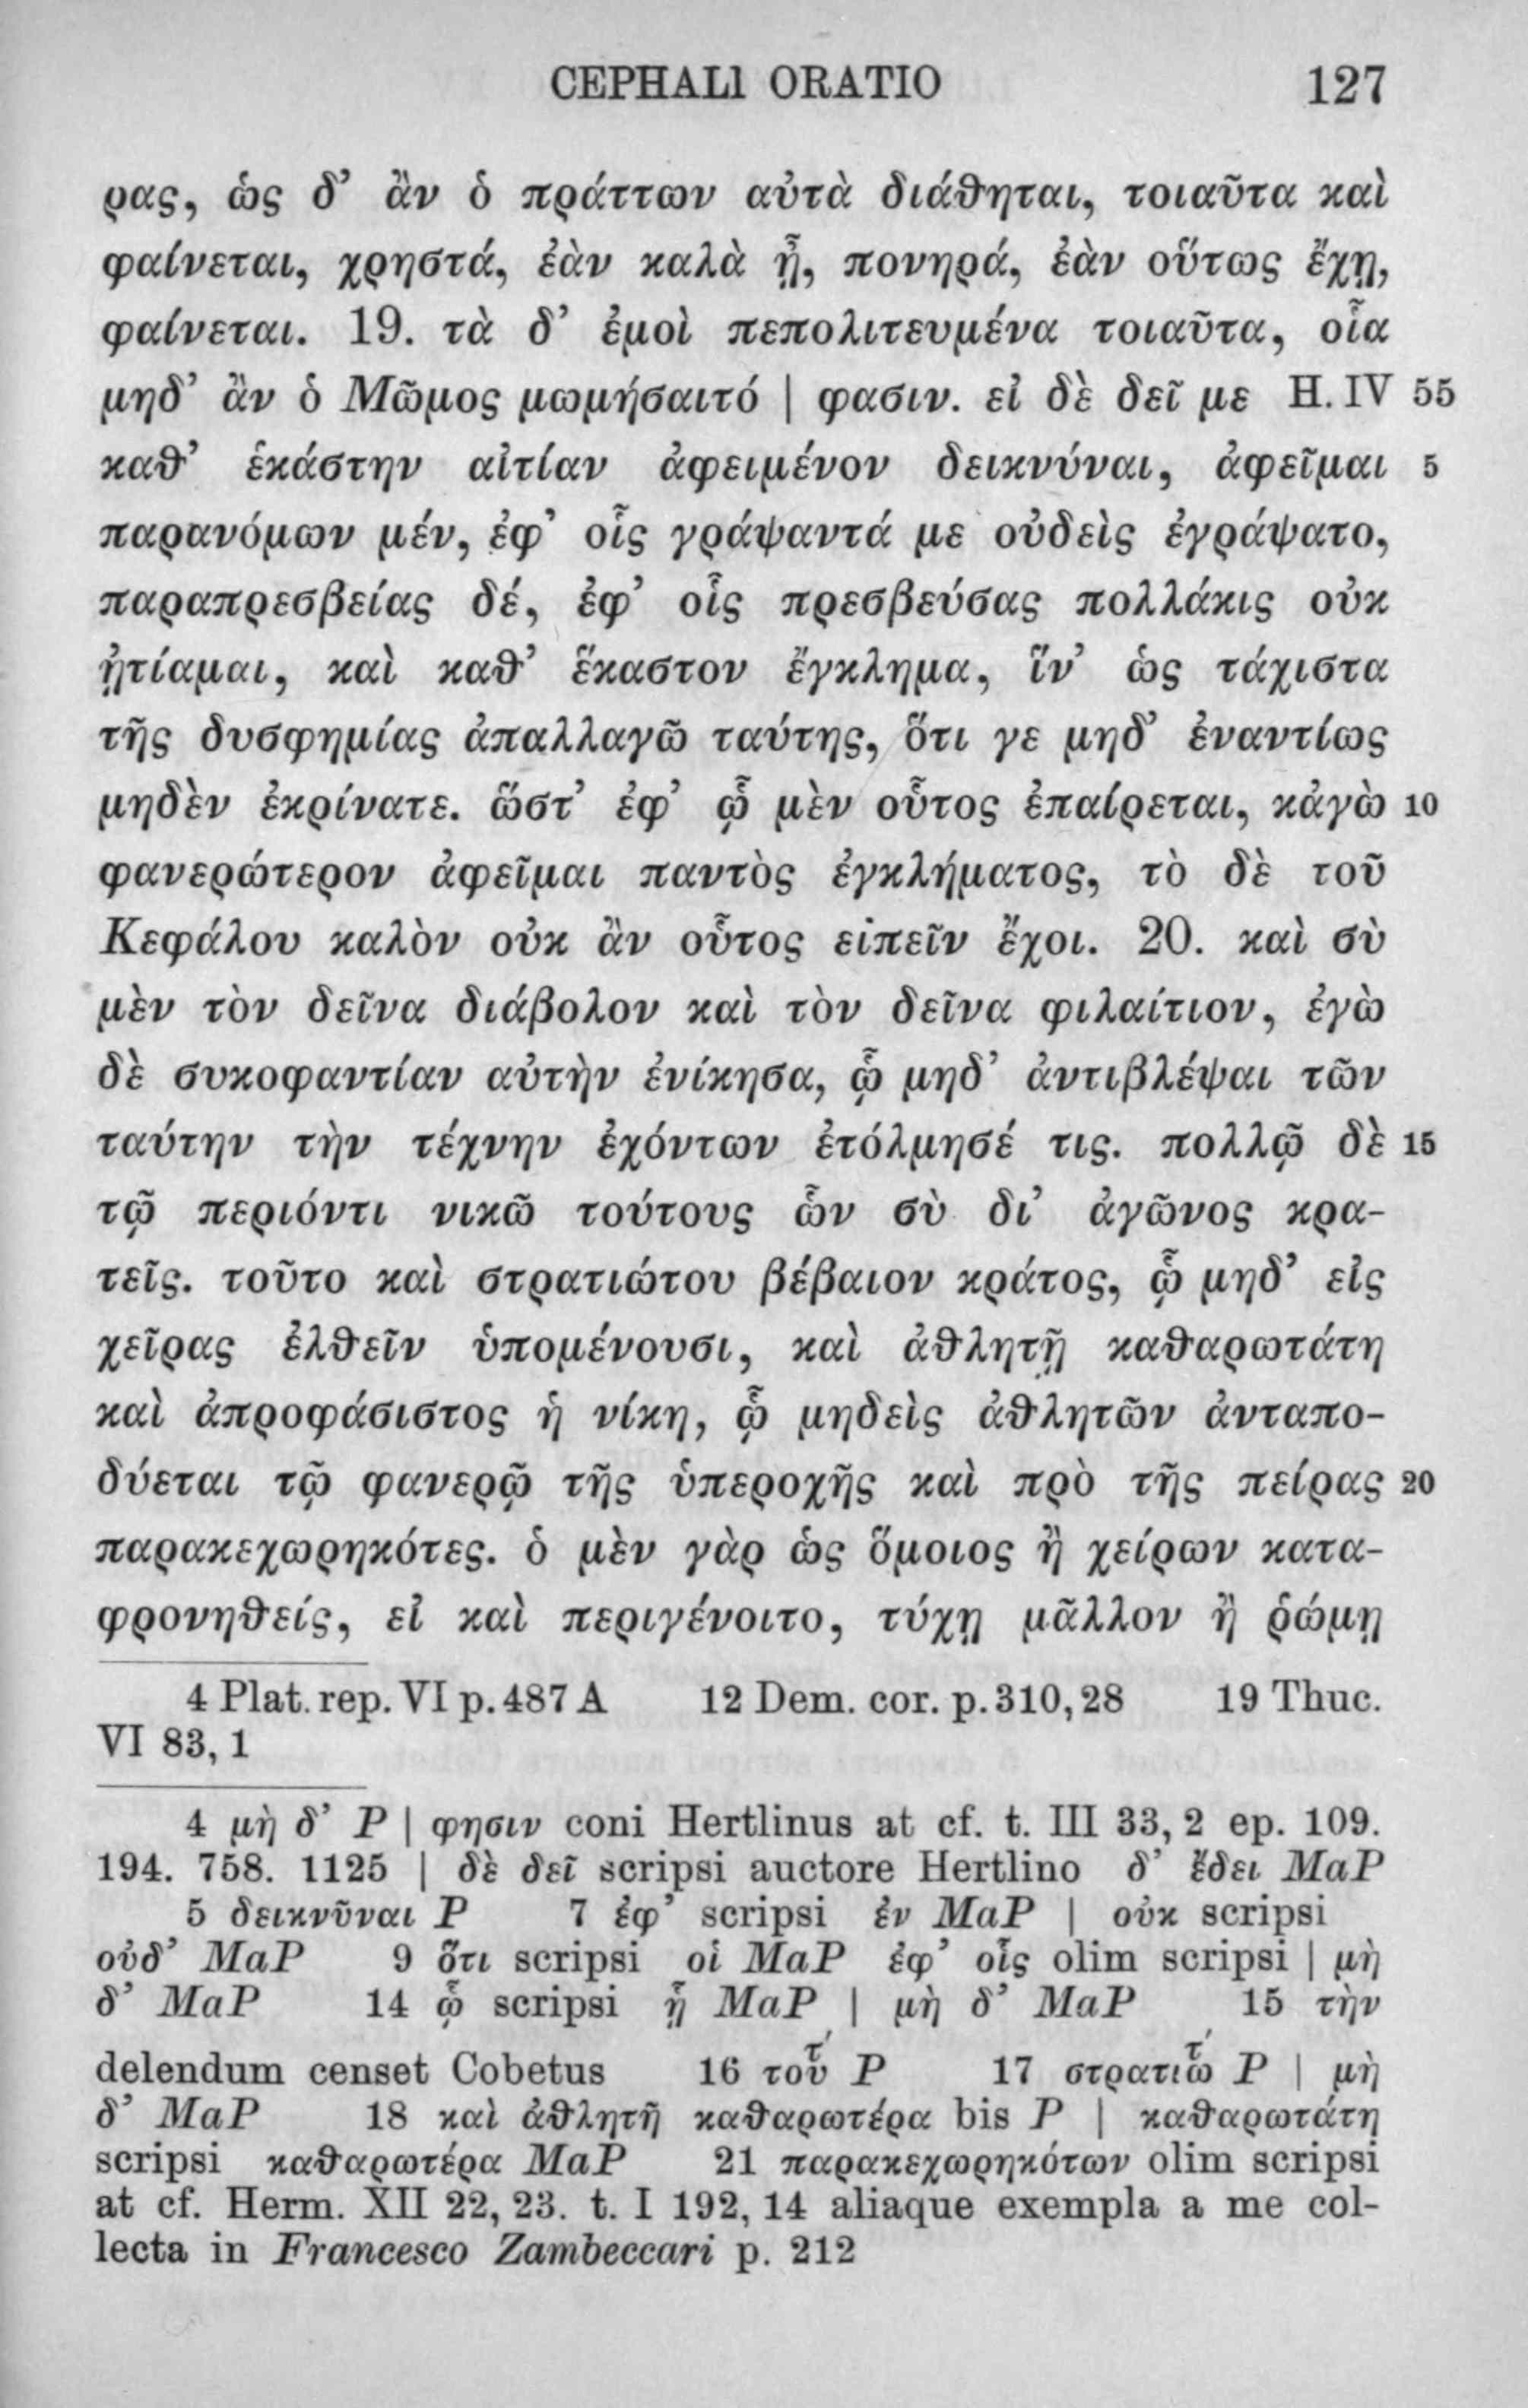 CEPHALI ORATIO 127
ρας, ὡς δ’ ἂν ὁ πράττων αὐτὰ διάθηται, τοιαῦτα καὶ
φαίνεται, χρηστά, ἐὰν καλὰ ᾖ, πονηρά, ἐὰν οὕτως ἔχῃ,
φαίνεται. 19. τὰ δ’ ἐμοὶ πεπολιτευμένα τοιαῦτα, οἷα
μηδ’ ἂν ὁ Μῶμος μωμήσαιτό | φασιν. εἰ δὲ δεῖ με H. IV 55
καθ’ ἑκάστην αἰτίαν ἀφειμένον δεικνύναι, ἀφεῖμαι 5
παρανόμων μέν, ἐφ’ οἷς γράψαντά με οὐδεὶς ἐγράψατο,
παραπρεσβείας δέ, ἐφ’ οἷς πρεσβεύσας πολλάκις οὐκ
ᾐτίαμαι, καὶ καθ’ ἕκαστον ἔγκλημα, ἵν’ ὡς τάχιστα
τῆς δυσφημίας ἀπαλλαγῶ ταύτης, ὅτι γε μηδ’ ἐναντίως
μηδὲν ἐκρίνατε. ὥστ’ ἐφ’ ᾧ μὲν οὗτος ἐπαίρεται, κἀγὼ 10
φανερώτερον ἀφεῖμαι παντὸς ἐγκλήματος, τὸ δὲ τοῦ
Κεφάλου καλὸν οὐκ ἂν οὗτος εἰπεῖν ἔχοι. 20. καὶ σὺ
μὲν τὸν δεῖνα διάβολον καὶ τὸν δεῖνα φιλαίτιον, ἐγὼ
δὲ συκοφαντίαν αὐτὴν ἐνίκησα, ᾧ μηδ’ ἀντιβλέψαι τῶν
ταύτην τὴν τέχνην ἐχόντων ἐτόλμησέ τις. πολλῷ δὲ 15
τῷ περιόντι νικῶ τούτους ὧν σὺ δι’ ἀγῶνος κρα-
τεῖς. τοῦτο καὶ στρατιώτου βέβαιον κράτος, ᾧ μηδ’ εἰς
χεῖρας ἐλθεῖν ὑπομένουσι, καὶ ἀθλητῇ καθαρωτάτη
καὶ ἀπροφάσιστος ἡ νίκη, ᾧ μηδεὶς ἀθλητῶν ἀνταπο-
δύεται τῷ φανερῷ τῆς ὑπεροχῆς καὶ πρὸ τῆς πείρας 20
παρακεχωρηκότες. ὁ μὲν γὰρ ὡς ὅμοιος ἢ χείρων κατα-
φρονηθείς, εἰ καὶ περιγένοιτο, τύχῃ μᾶλλον ἢ ῥώμῃ
4 Plat. rep. VI p. 487 A 12 Dem. cor. p. 310, 28 19 Thuc.
VI 83, 1
4 μὴ δ’ P | φησιν coni Hertlinus at cf. t. III 33, 2 ep. 109.
194. 758. 1125 | δὲ δεῖ scripsi auctore Hertlino δ’ ἔδει MaP
5 δεικνῦναι P 7 ἐφ’ scripsi ἐν MaP | οὐκ scripsi
οὐδ’ MaP 9 ὅτι scripsi οἱ MaP ἐφ’ οἷς olim scripsi | μὴ
δ’ MaP 14 ᾧ scripsi ᾗ MaP | μὴ δ’ MaP 15 τὴν
delendum censet Cobetus 16 τοῦτ́ P 17 στρατιῶτ́ P | μὴ
δ’ MaP 18 καὶ ἀθλητῇ καθαρωτέρα bis P | καθαρωτάτη
scripsi καθαρωτέρα MaP 21 παρακεχωρηκότων olim scripsi
at cf. Herm. XII 22, 23. t. I 192, 14 aliaque exempla a me col-
lecta in Francesco Zambeccari p. 212